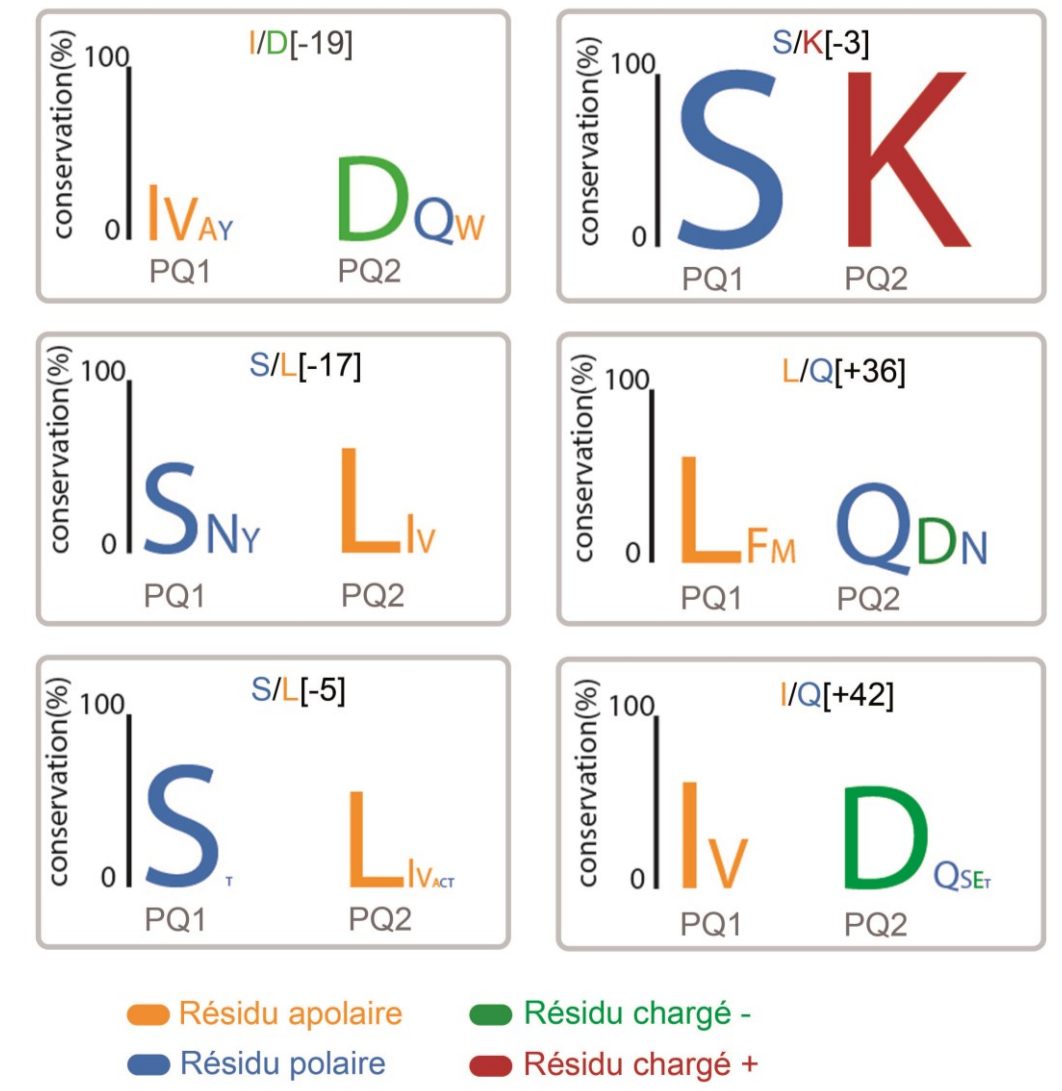 I/D[-19]
conservation(%)
100
0
IVAY
DQW
PQ1
PQ2
S/K[-3]
conservation(%)
100
0
S
K
PQ1
PQ2
S/L[-17]
conservation(%)
100
0
SNY
LIV
PQ1
PQ2
L/Q[+36]
conservation(%)
100
0
LFM
QDN
PQ1
PQ2
S/L[-5]
conservation(%)
100
0
ST
LIVACT
PQ1
PQ2
I/Q[+42]
conservation(%)
100
0
IV
DQSET
PQ1
PQ2
Résidu apolaire
Résidu chargé -
Résidu polaire
Résidu chargé +